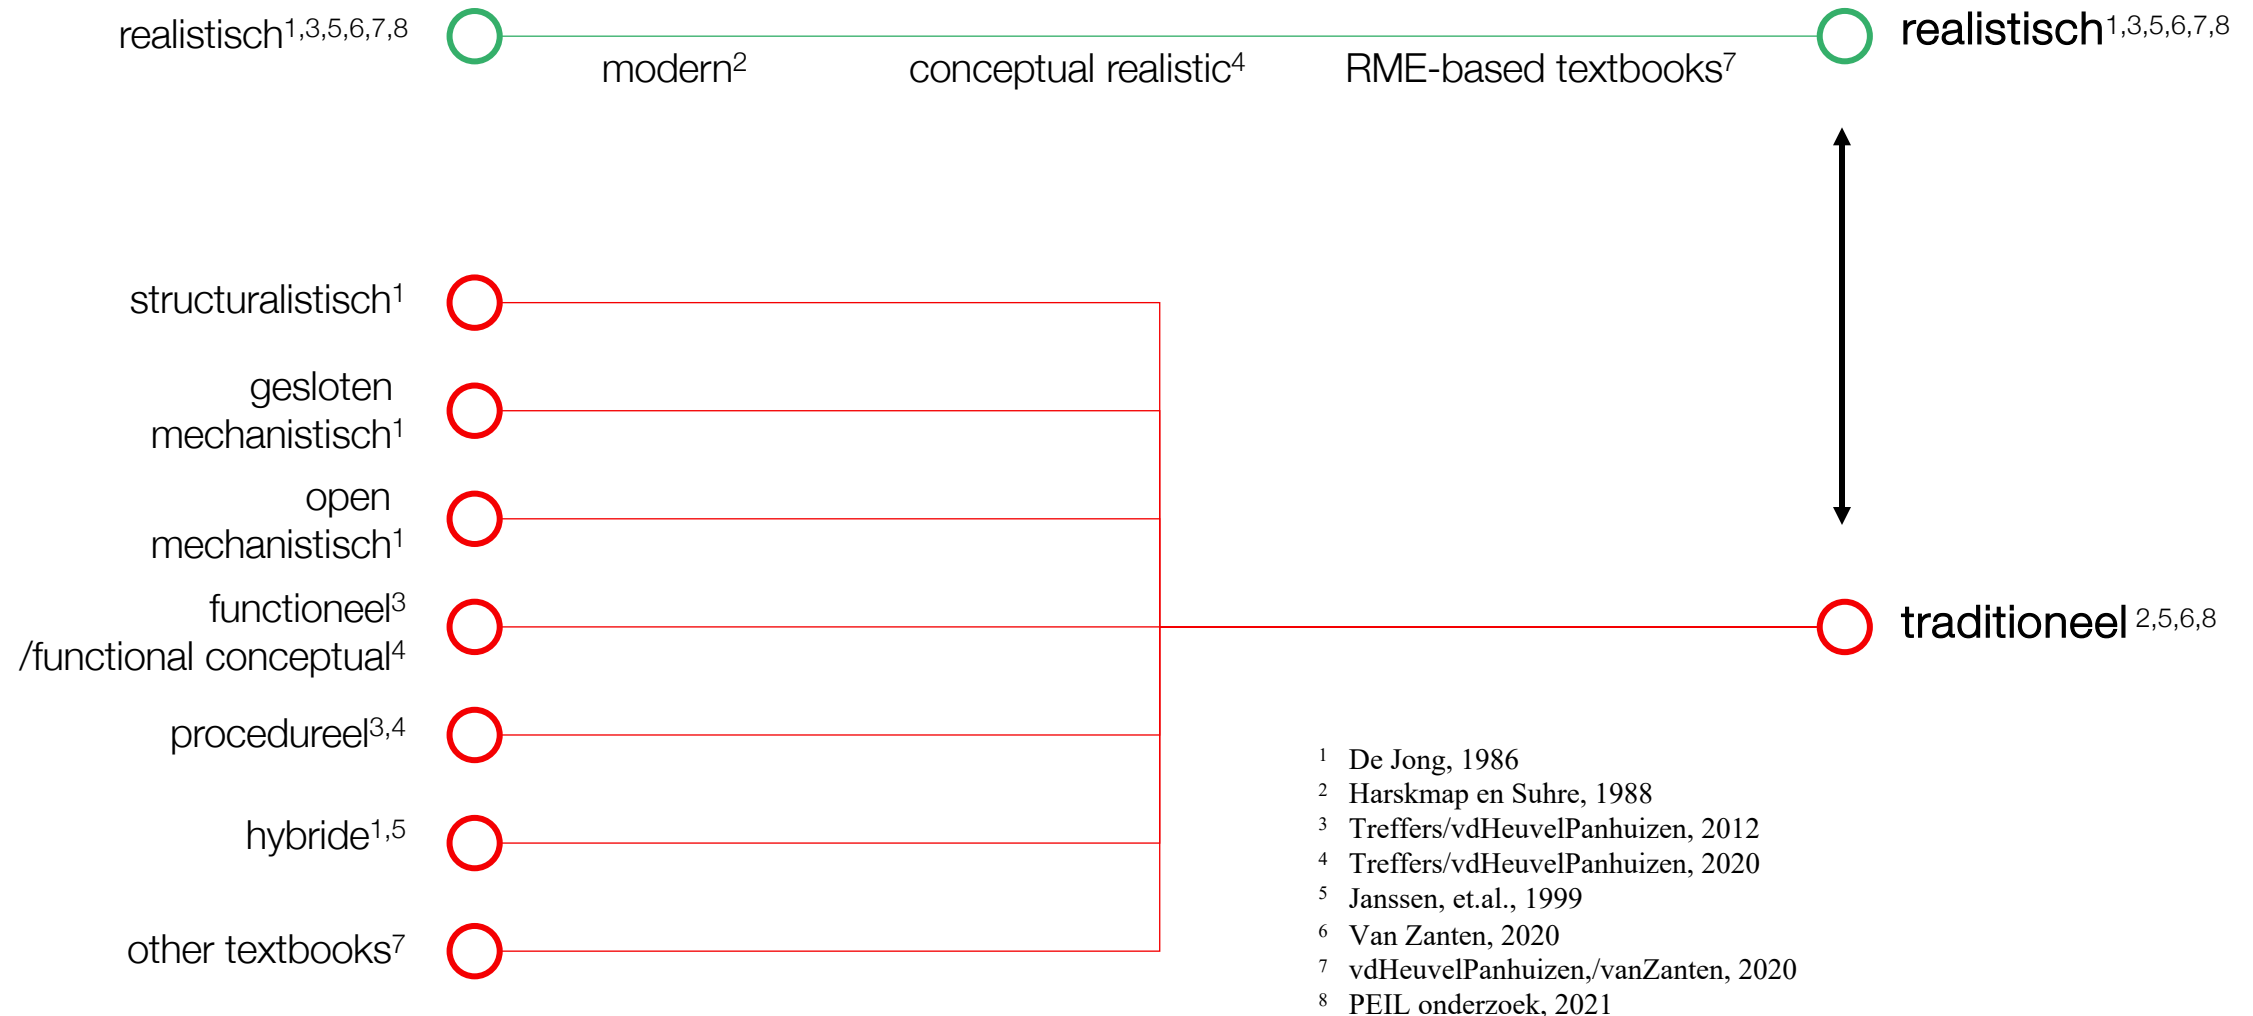 realistisch1,3,5,6,7,8
realistisch1,3,5,6,7,8
modern2
conceptual realistic4
RME-based textbooks7
structuralistisch1
gesloten
mechanistisch1
open
mechanistisch1
functioneel3
/functional conceptual4
traditioneel 2,5,6,8
procedureel3,4
hybride1,5
other textbooks7
1 De Jong, 1986
2 Harskmap en Suhre, 1988
3 Treffers/vdHeuvelPanhuizen, 2012
4 Treffers/vdHeuvelPanhuizen, 2020
5 Janssen, et.al., 1999
6 Van Zanten, 2020
7 vdHeuvelPanhuizen,/vanZanten, 2020
8 PEIL onderzoek, 2021